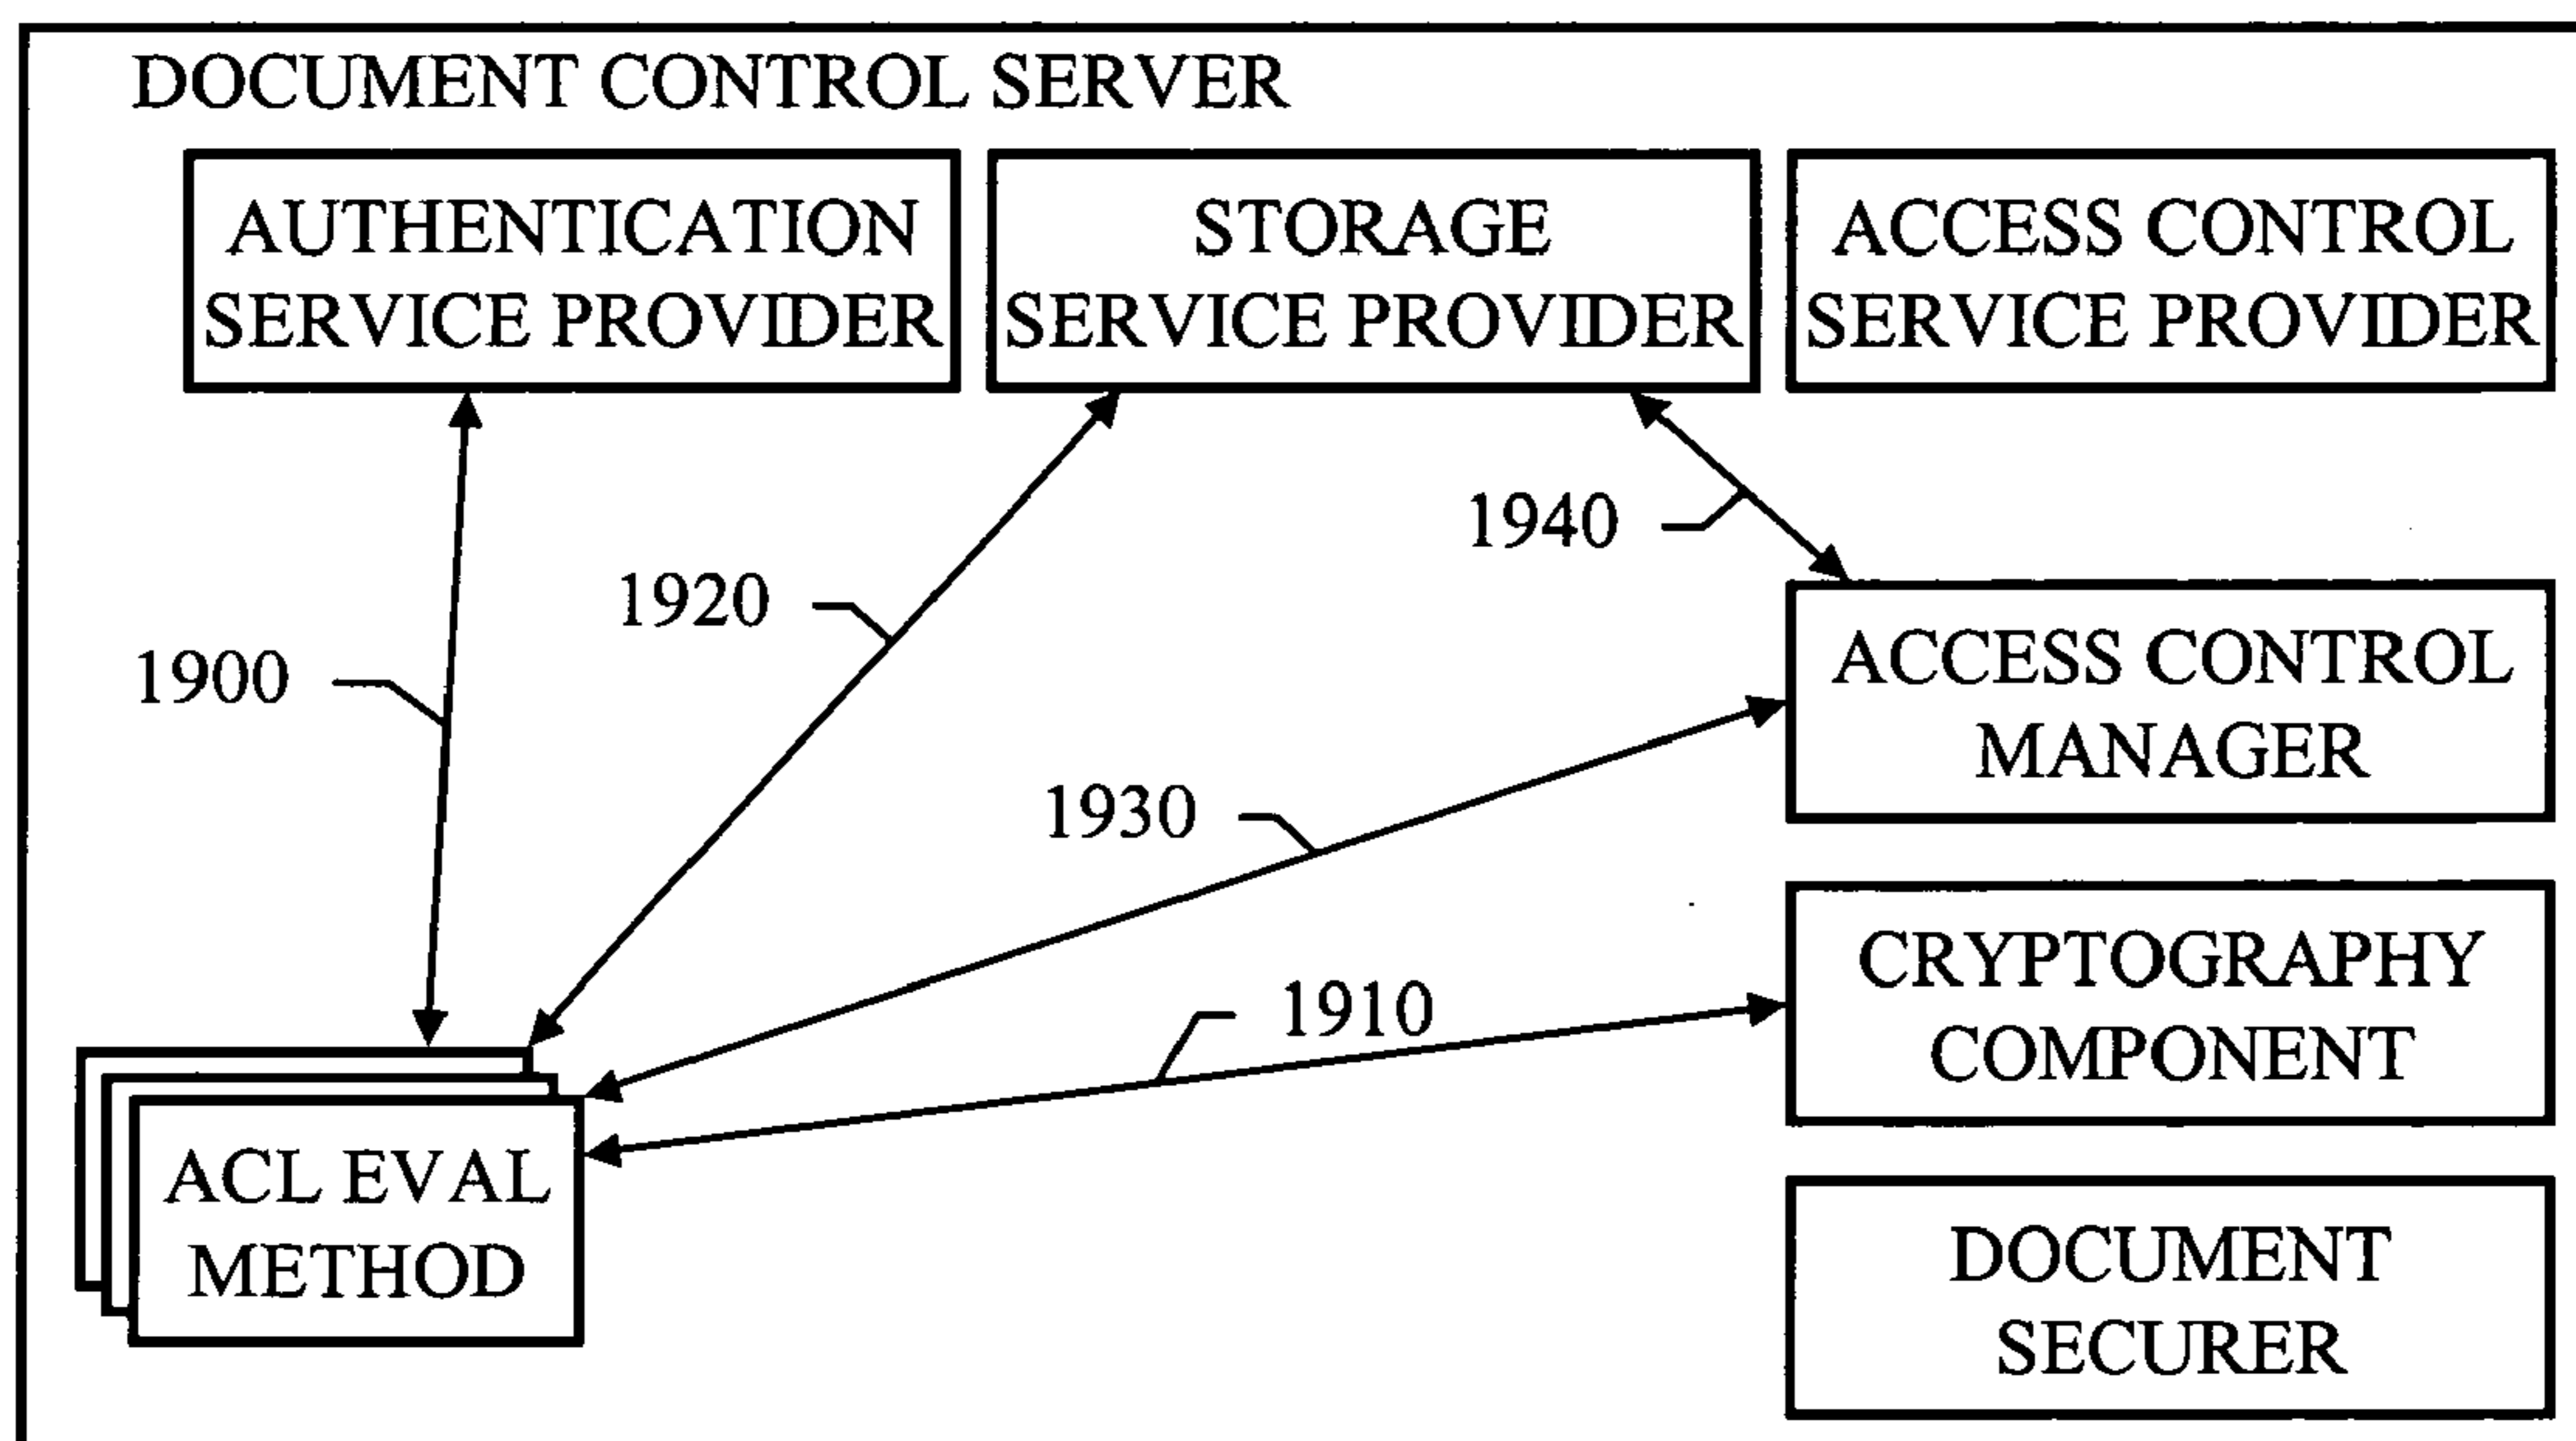 DOCUMENT CONTROL SERVER
AUTHENTICATION
SERVICE PROVIDER
STORAGE
SERVICE PROVIDER
ACCESS CONTROL
SERVICE PROVIDER
1940
1920
1900
ACCESS CONTROL
MANAGER
1930
CRYPTOGRAPHY
COMPONENT
1910
ACL EVAL
METHOD
DOCUMENT
SECURER